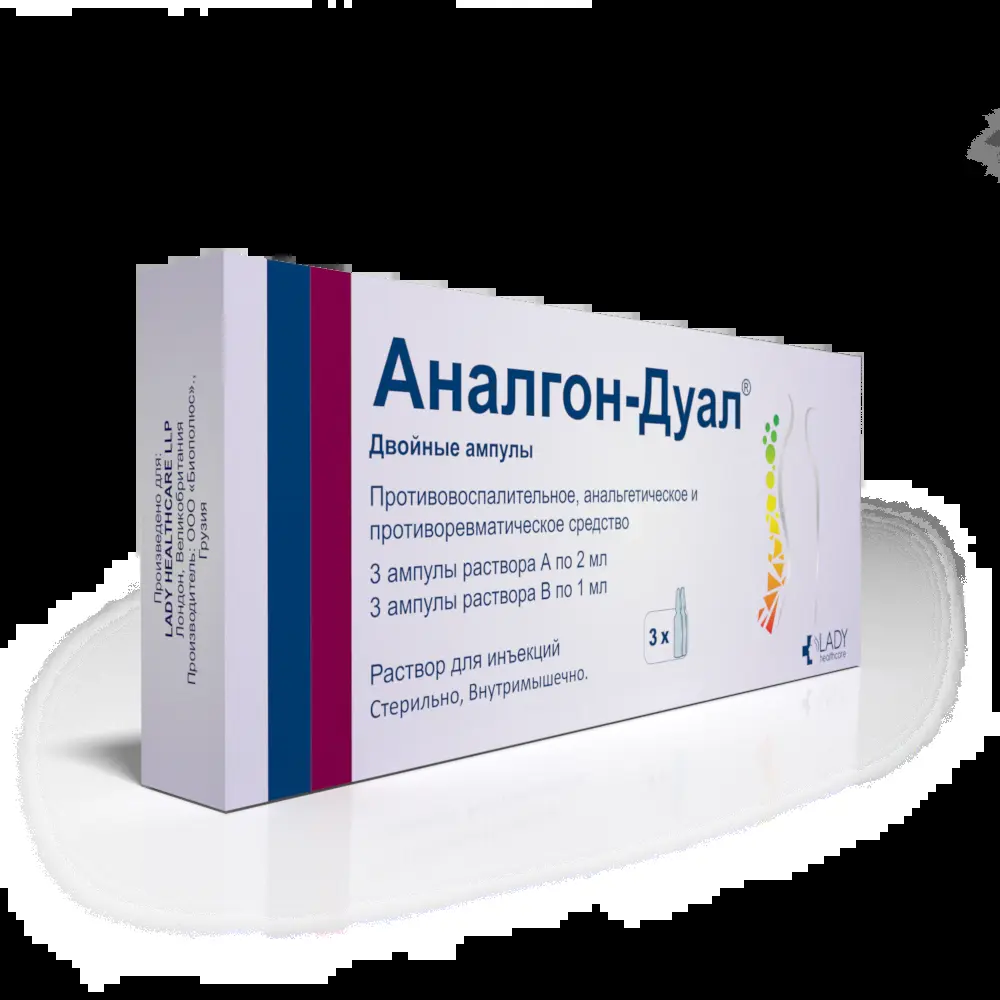 Произведено для:
LADY HEALTHCARE LLP
Лондон, Великобритания
Производитель: ООО «Биополюс».,
Грузия
Аналгон-Дуал®
Двойные ампулы
Противовоспалительное, анальгетическое и
противоревматическое средство
3 ампулы раствора А по 2 мл
3 ампулы раствора В по 1 мл
3 x
Раствор для инъекций
Стерильно, Внутримышечно.
LADY
healthcare